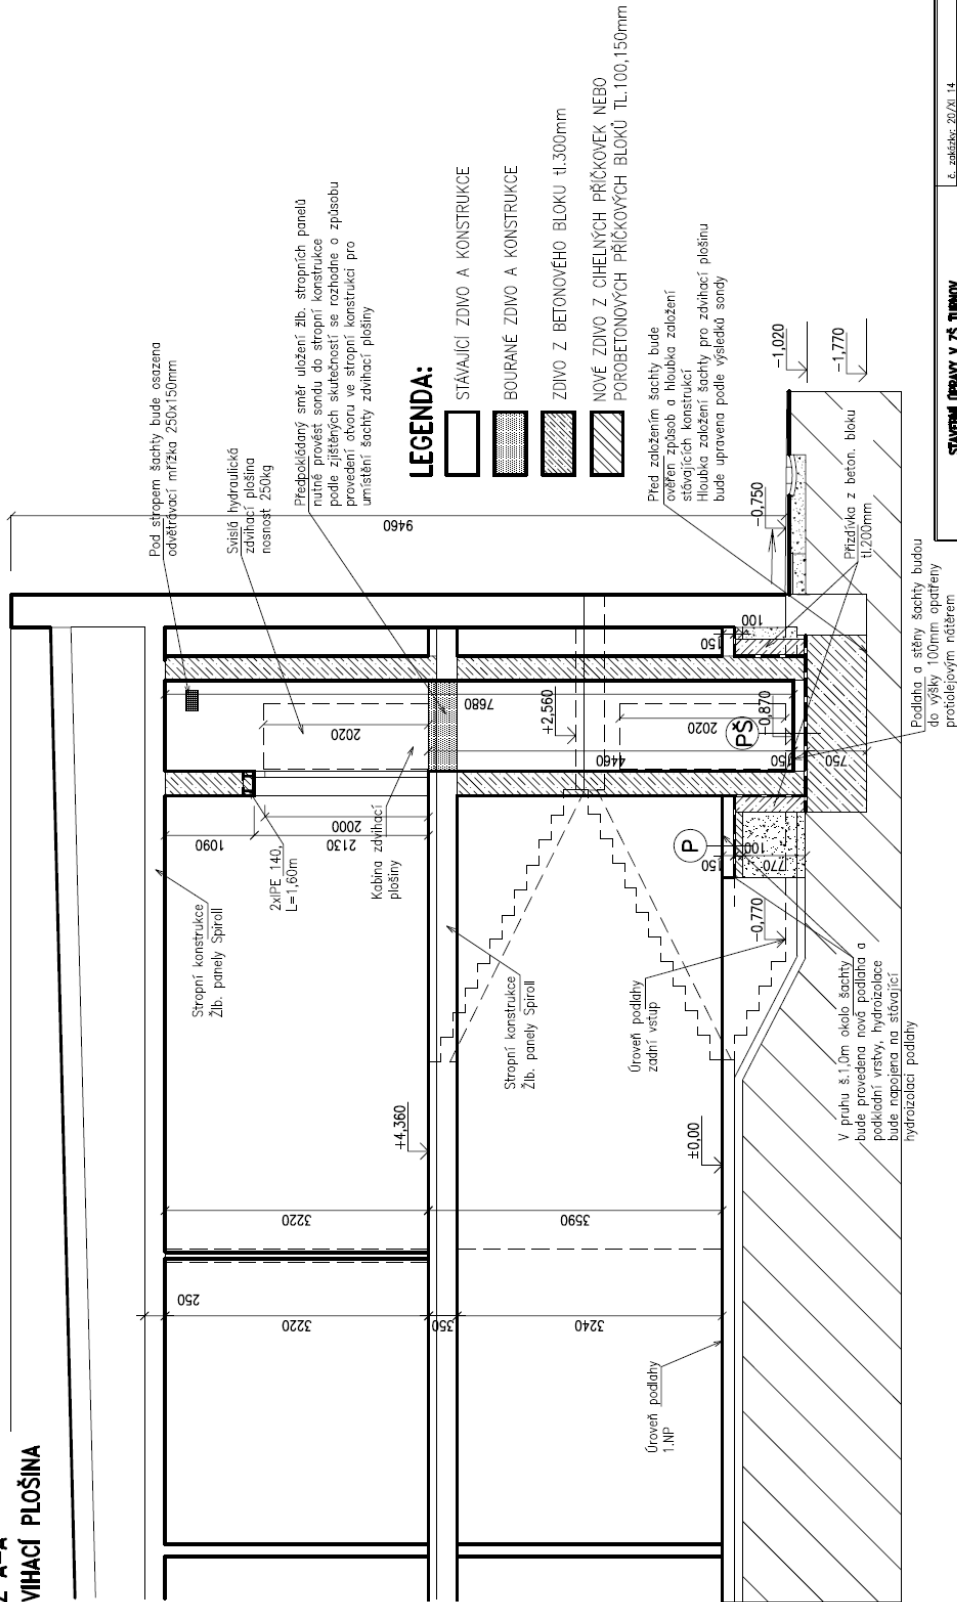 Z A-A
VIHACÍ PLOŠINA
Pod stropem šachty bude osazena
odvětrávací mřížka 250x150mm
Svislá hydraulická
zdvihací plošina
nosnost 250kg
Předpokládaný směr uložení žlb. stropních panelů
nutné provést sondu do stropní konstrukce
podle zjištěných skutečností se rozhodne o způsobu
provedení otvoru ve stropní konstrukci pro
umístění šachty zdvihací plošiny
LEGENDA:
STÁVAJÍCÍ ZDIVO A KONSTRUKCE
BOURANÉ ZDIVO A KONSTRUKCE
ZDIVO Z BETONOVÉHO BLOKU tl.300mm
NOVÉ ZDIVO Z CIHELNÝCH PŘÍČKOVEK NEBO
POROBETONOVÝCH PŘÍČKOVÝCH BLOKŮ TL.100,150mm
Před založením šachty bude
ověřen způsob a hloubka založení
stávajících konstrukcí
Hloubka založení šachty pro zdvihací plošinu
bude upravena podle výsledků sondy
9460
-0,750
-1,020
-1,770
Přizdívka z beton. bloku
tl.200mm
Podlaha a stěny šachty budou
do výšky 100mm opatřeny
protiolejovým nátěrem
Stropní konstrukce
Žlb. panely Spiroll
2xIPE 140,
L=1,60m
Kabina zdvihací
plošiny
1090
2130
2000
2020
7680
4460
+2,560
2020
PŠ
-0,870
150
750
150
100
P
150
100
770
-0,770
Stropní konstrukce
Žlb. panely Spiroll
Úroveň podlahy
zadní vstup
V pruhu š.1,0m okolo šachty
bude provedena nová podlaha a
podkladní vrstvy, hydroizolace
bude napojena na stávající
hydroizolaci podlahy
+4,360
±0,00
3220
3590
250
3220
350
3240
Úroveň podlahy
1.NP
STAVEBNÍ ÚPRAVY V ZŠ TURNOV
č. zakázky: 20/XI 14